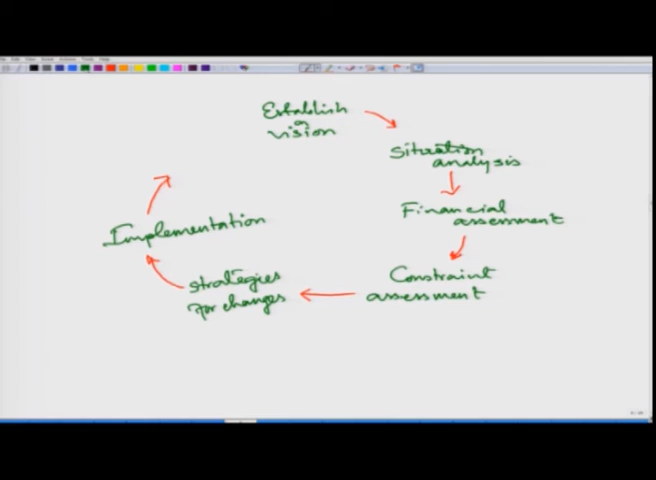 Establish
a
vision
Situation
analysis
Financial
assessment
Constraint
assessment
strategies
for changes
Implementation